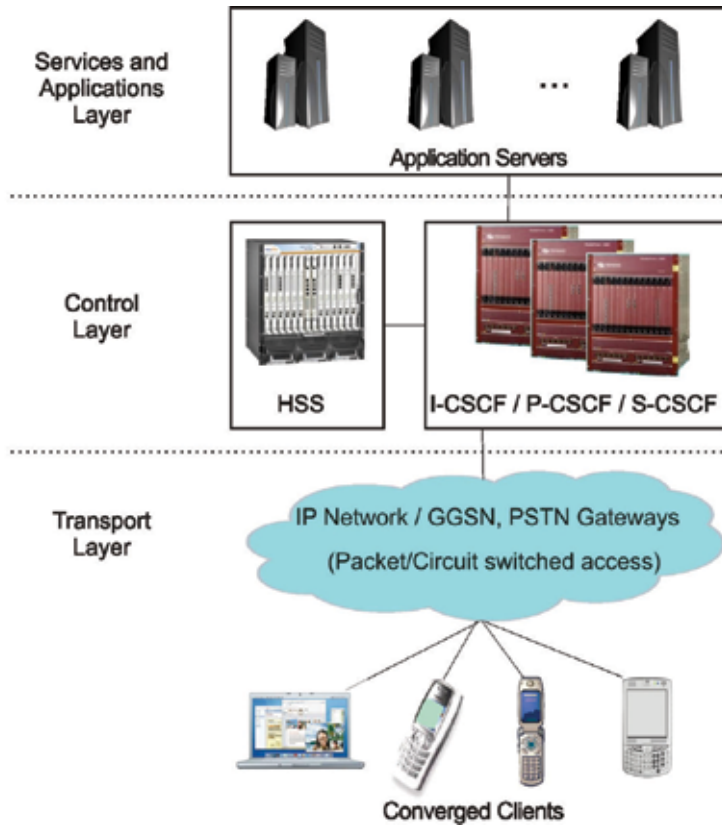 Services and
Applications
Layer
...
Application Servers
Control
Layer
HSS
I-CSCF / P-CSCF / S-CSCF
Transport
Layer
IP Network / GGSN, PSTN Gateways
(Packet/Circuit switched access)
Converged Clients